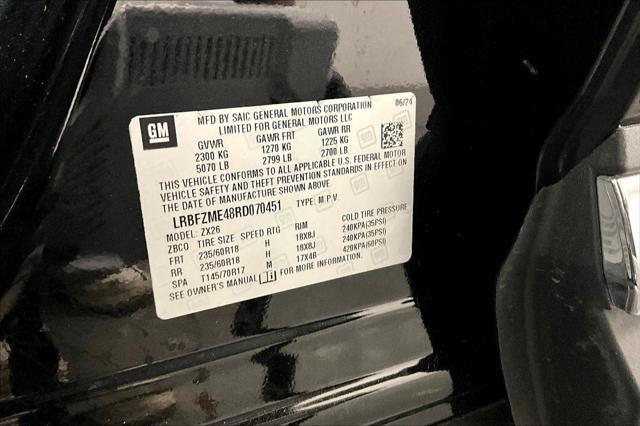 GM
06/24
MFD BY SAIC GENERAL MOTORS CORPORATION
LIMITED FOR GENERAL MOTORS LLC
GVWR GAWR FRT GAWR RR
2300 KG 1270 KG 1225 KG
5070 LB 2799 LB 2700 LB
THIS VEHICLE CONFORMS TO ALL APPLICABLE U.S. FEDERAL MOTOR
VEHICLE SAFETY AND THEFT PREVENTION STANDARDS IN EFFECT ON
THE DATE OF MANUFACTURE SHOWN ABOVE.
LRBFZME48RD070451 TYPE: M.P.V.
MODEL: ZX26
ZBCO TIRE SIZE SPEED RTG RIM COLD TIRE PRESSURE
FRT 235/60R18 H 18X8J 240KPA(35PSI)
RR 235/60R18 H 18X8J 240KPA(35PSI)
SPA T145/70R17 M 17X4B 420KPA(60PSI)
SEE OWNER'S MANUAL FOR MORE INFORMATION.